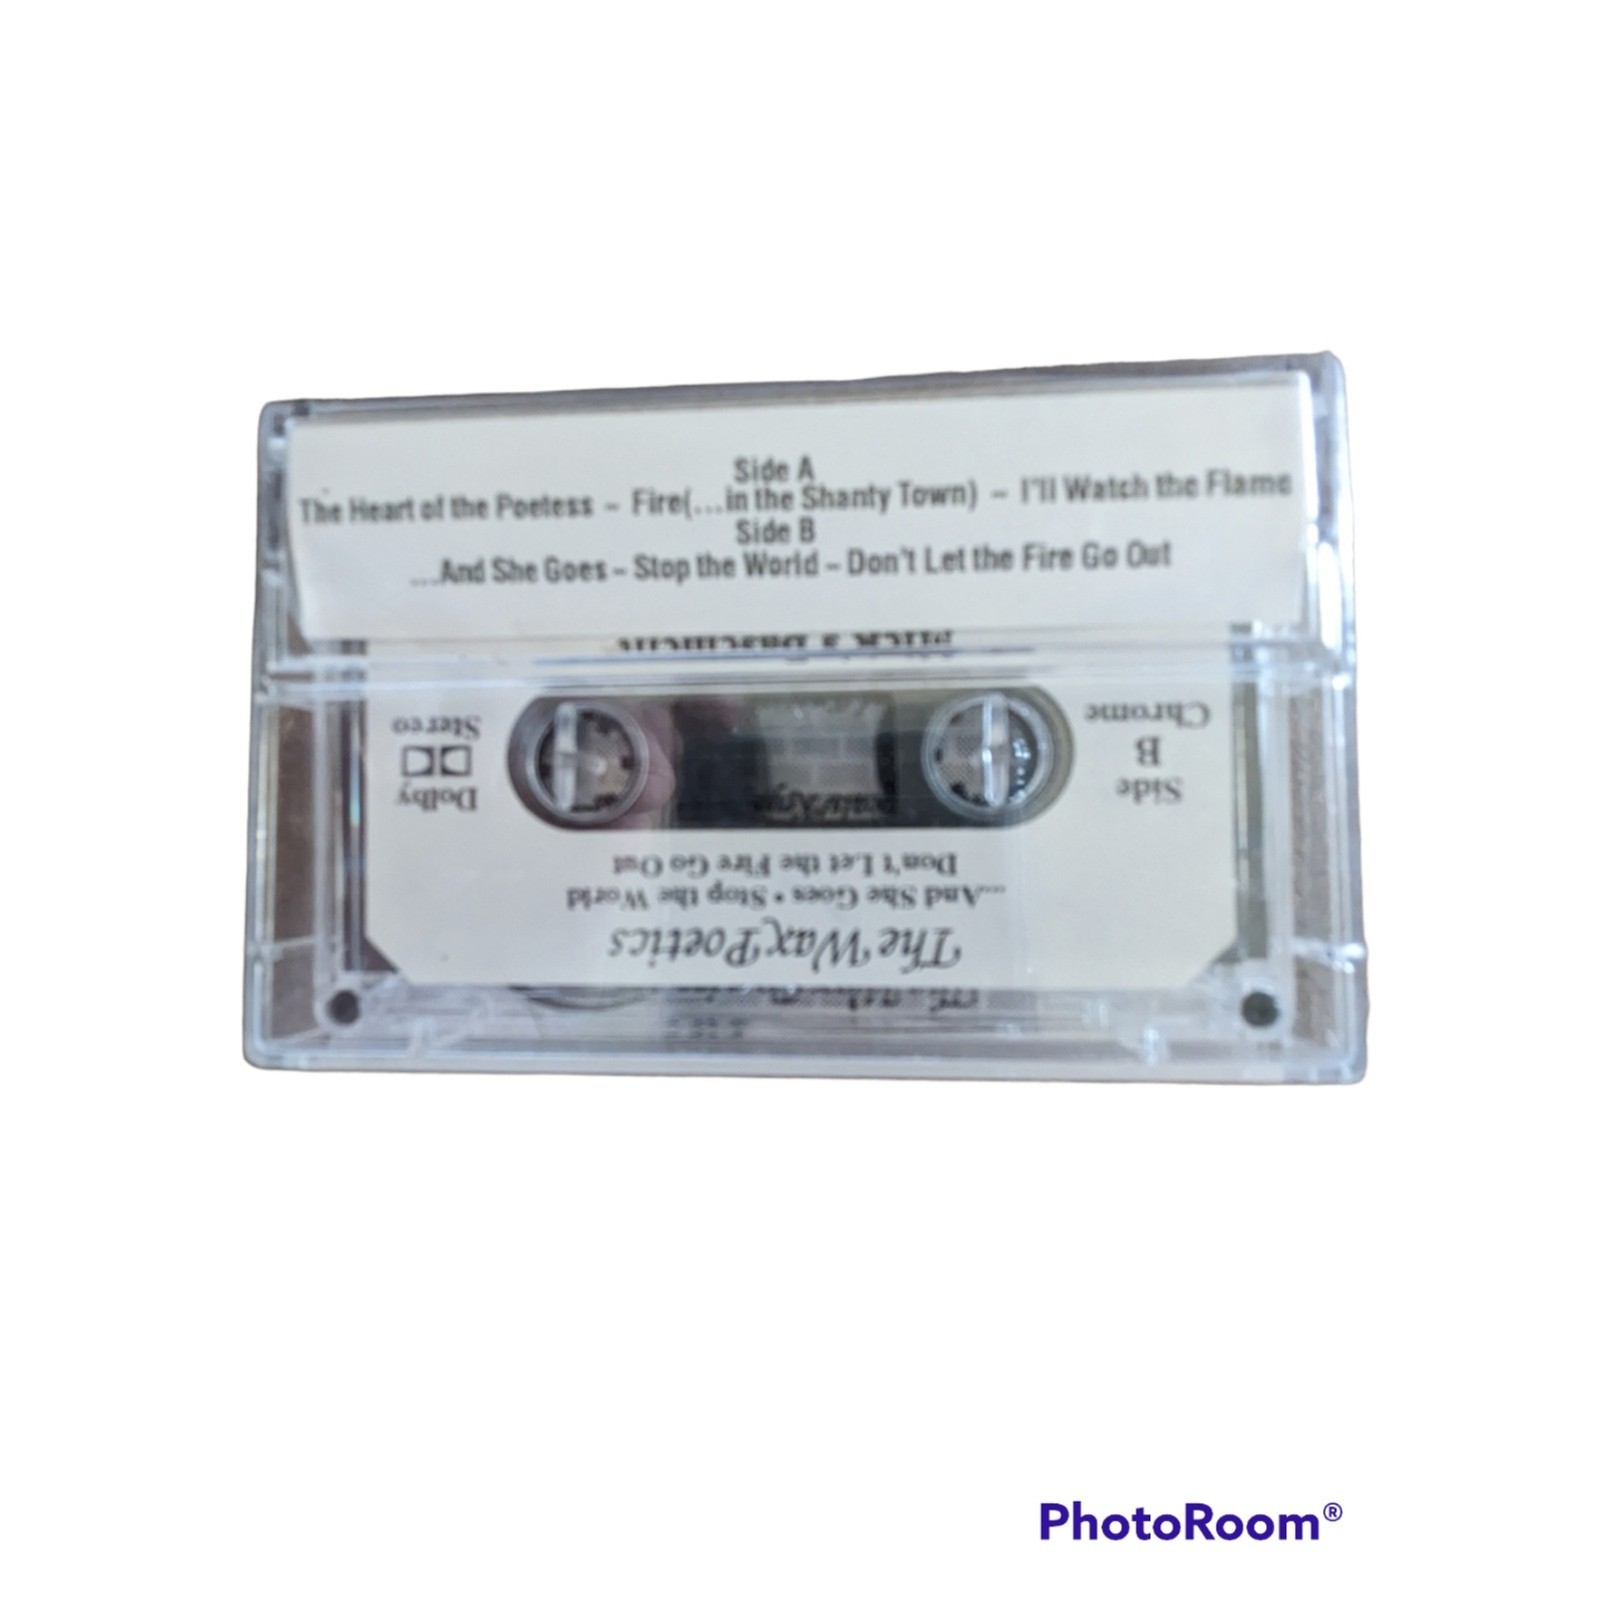 Side A
The Heart of the Poetess ~ Fire(...in the Shanty Town) ~ I'll Watch the Flame
Side B
...And She Goes ~ Stop the World ~ Don't Let the Fire Go Out
Dolby
Stereo
Side
B
Chrome
Don't Let the Fire Go Out
...And She Goes • Stop the World
The Wax Poetics
PhotoRoom®